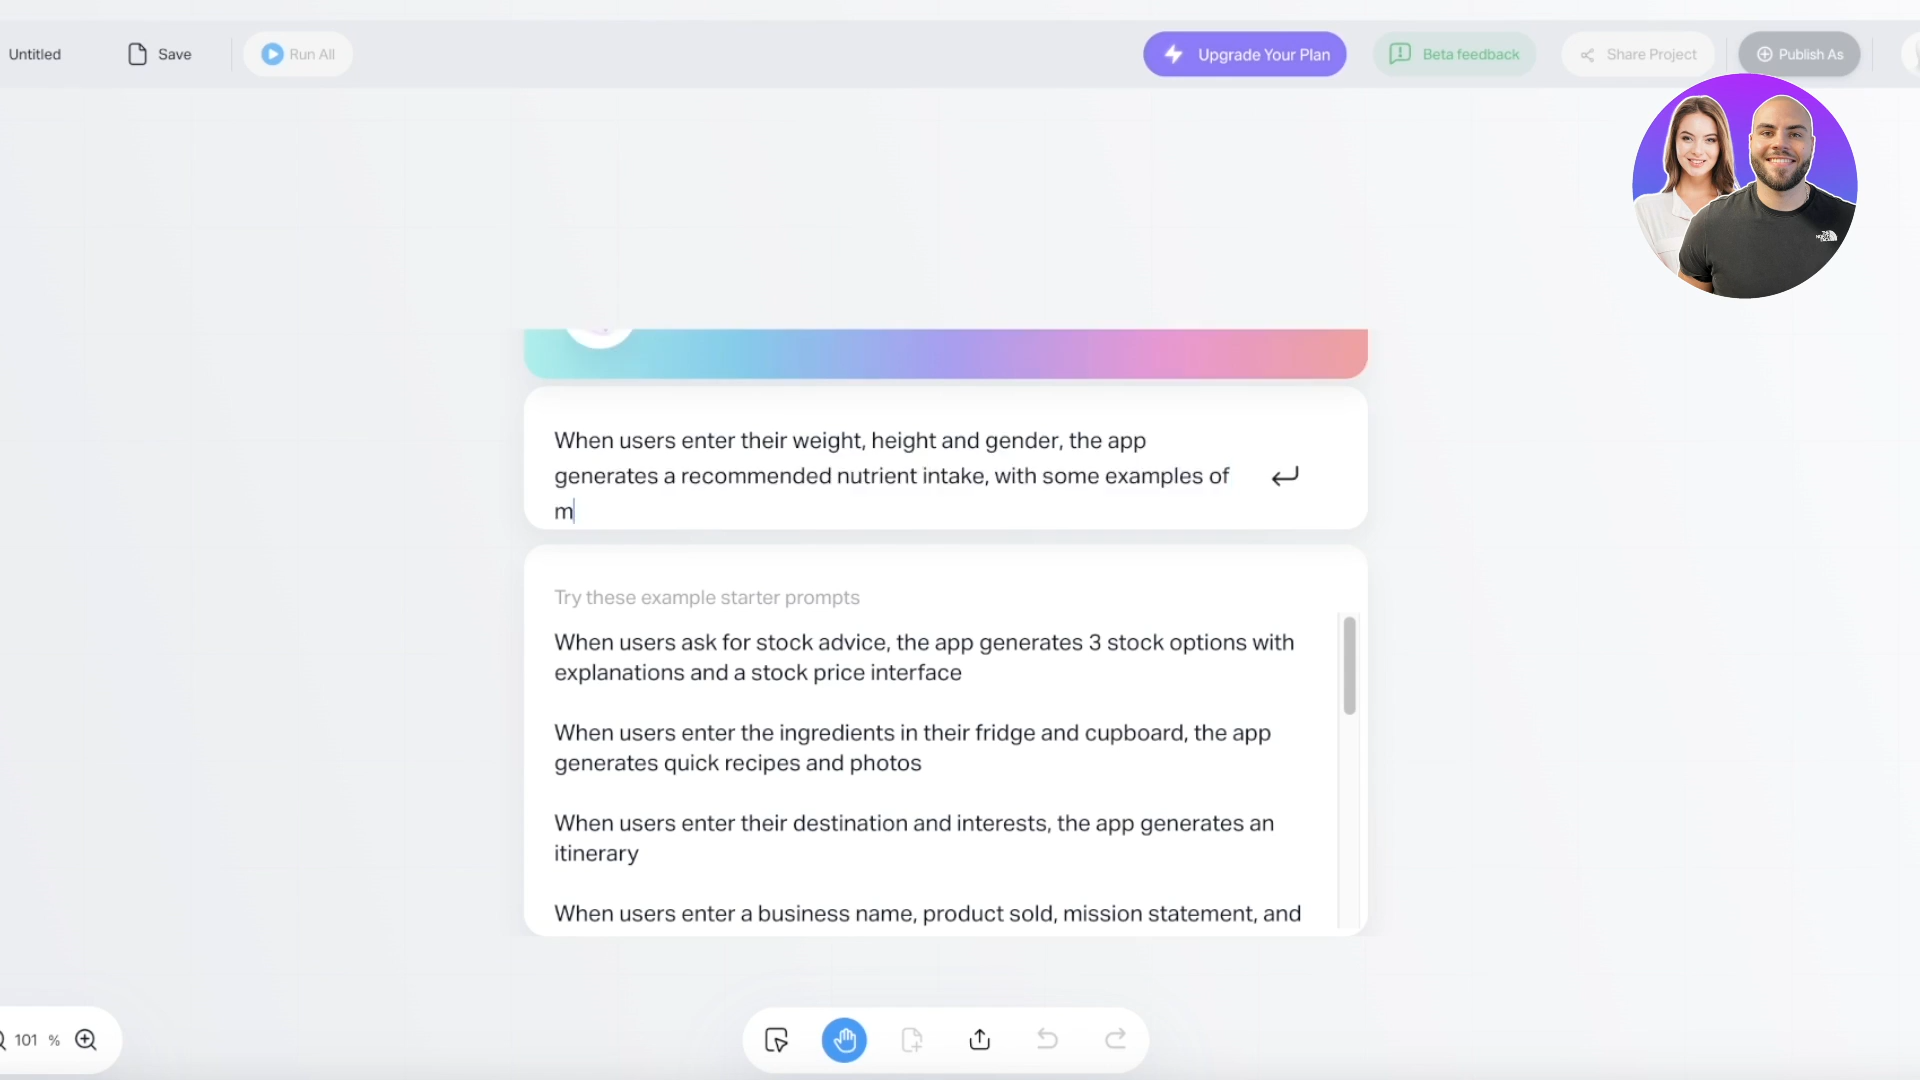 Untitled
Save
Run All
Upgrade Your Plan
Beta feedback
Share Project
Publish As
THE NORTH FACE
When users enter their weight, height and gender, the app
generates a recommended nutrient intake, with some examples of
m
Try these example starter prompts
When users ask for stock advice, the app generates 3 stock options with
explanations and a stock price interface
When users enter the ingredients in their fridge and cupboard, the app
generates quick recipes and photos
When users enter their destination and interests, the app generates an
itinerary
When users enter a business name, product sold, mission statement, and
101 %